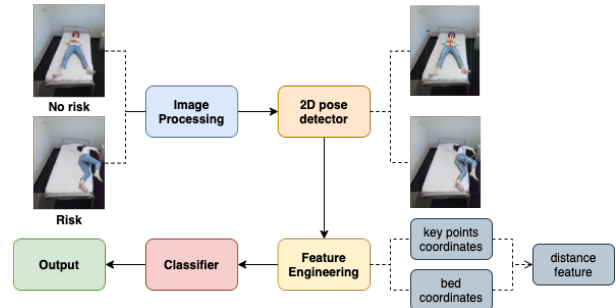 No risk
Image
Processing
2D pose
detector
Risk
key points
coordinates
Output
Classifier
Feature
Engineering
distance
feature
bed
coordinates